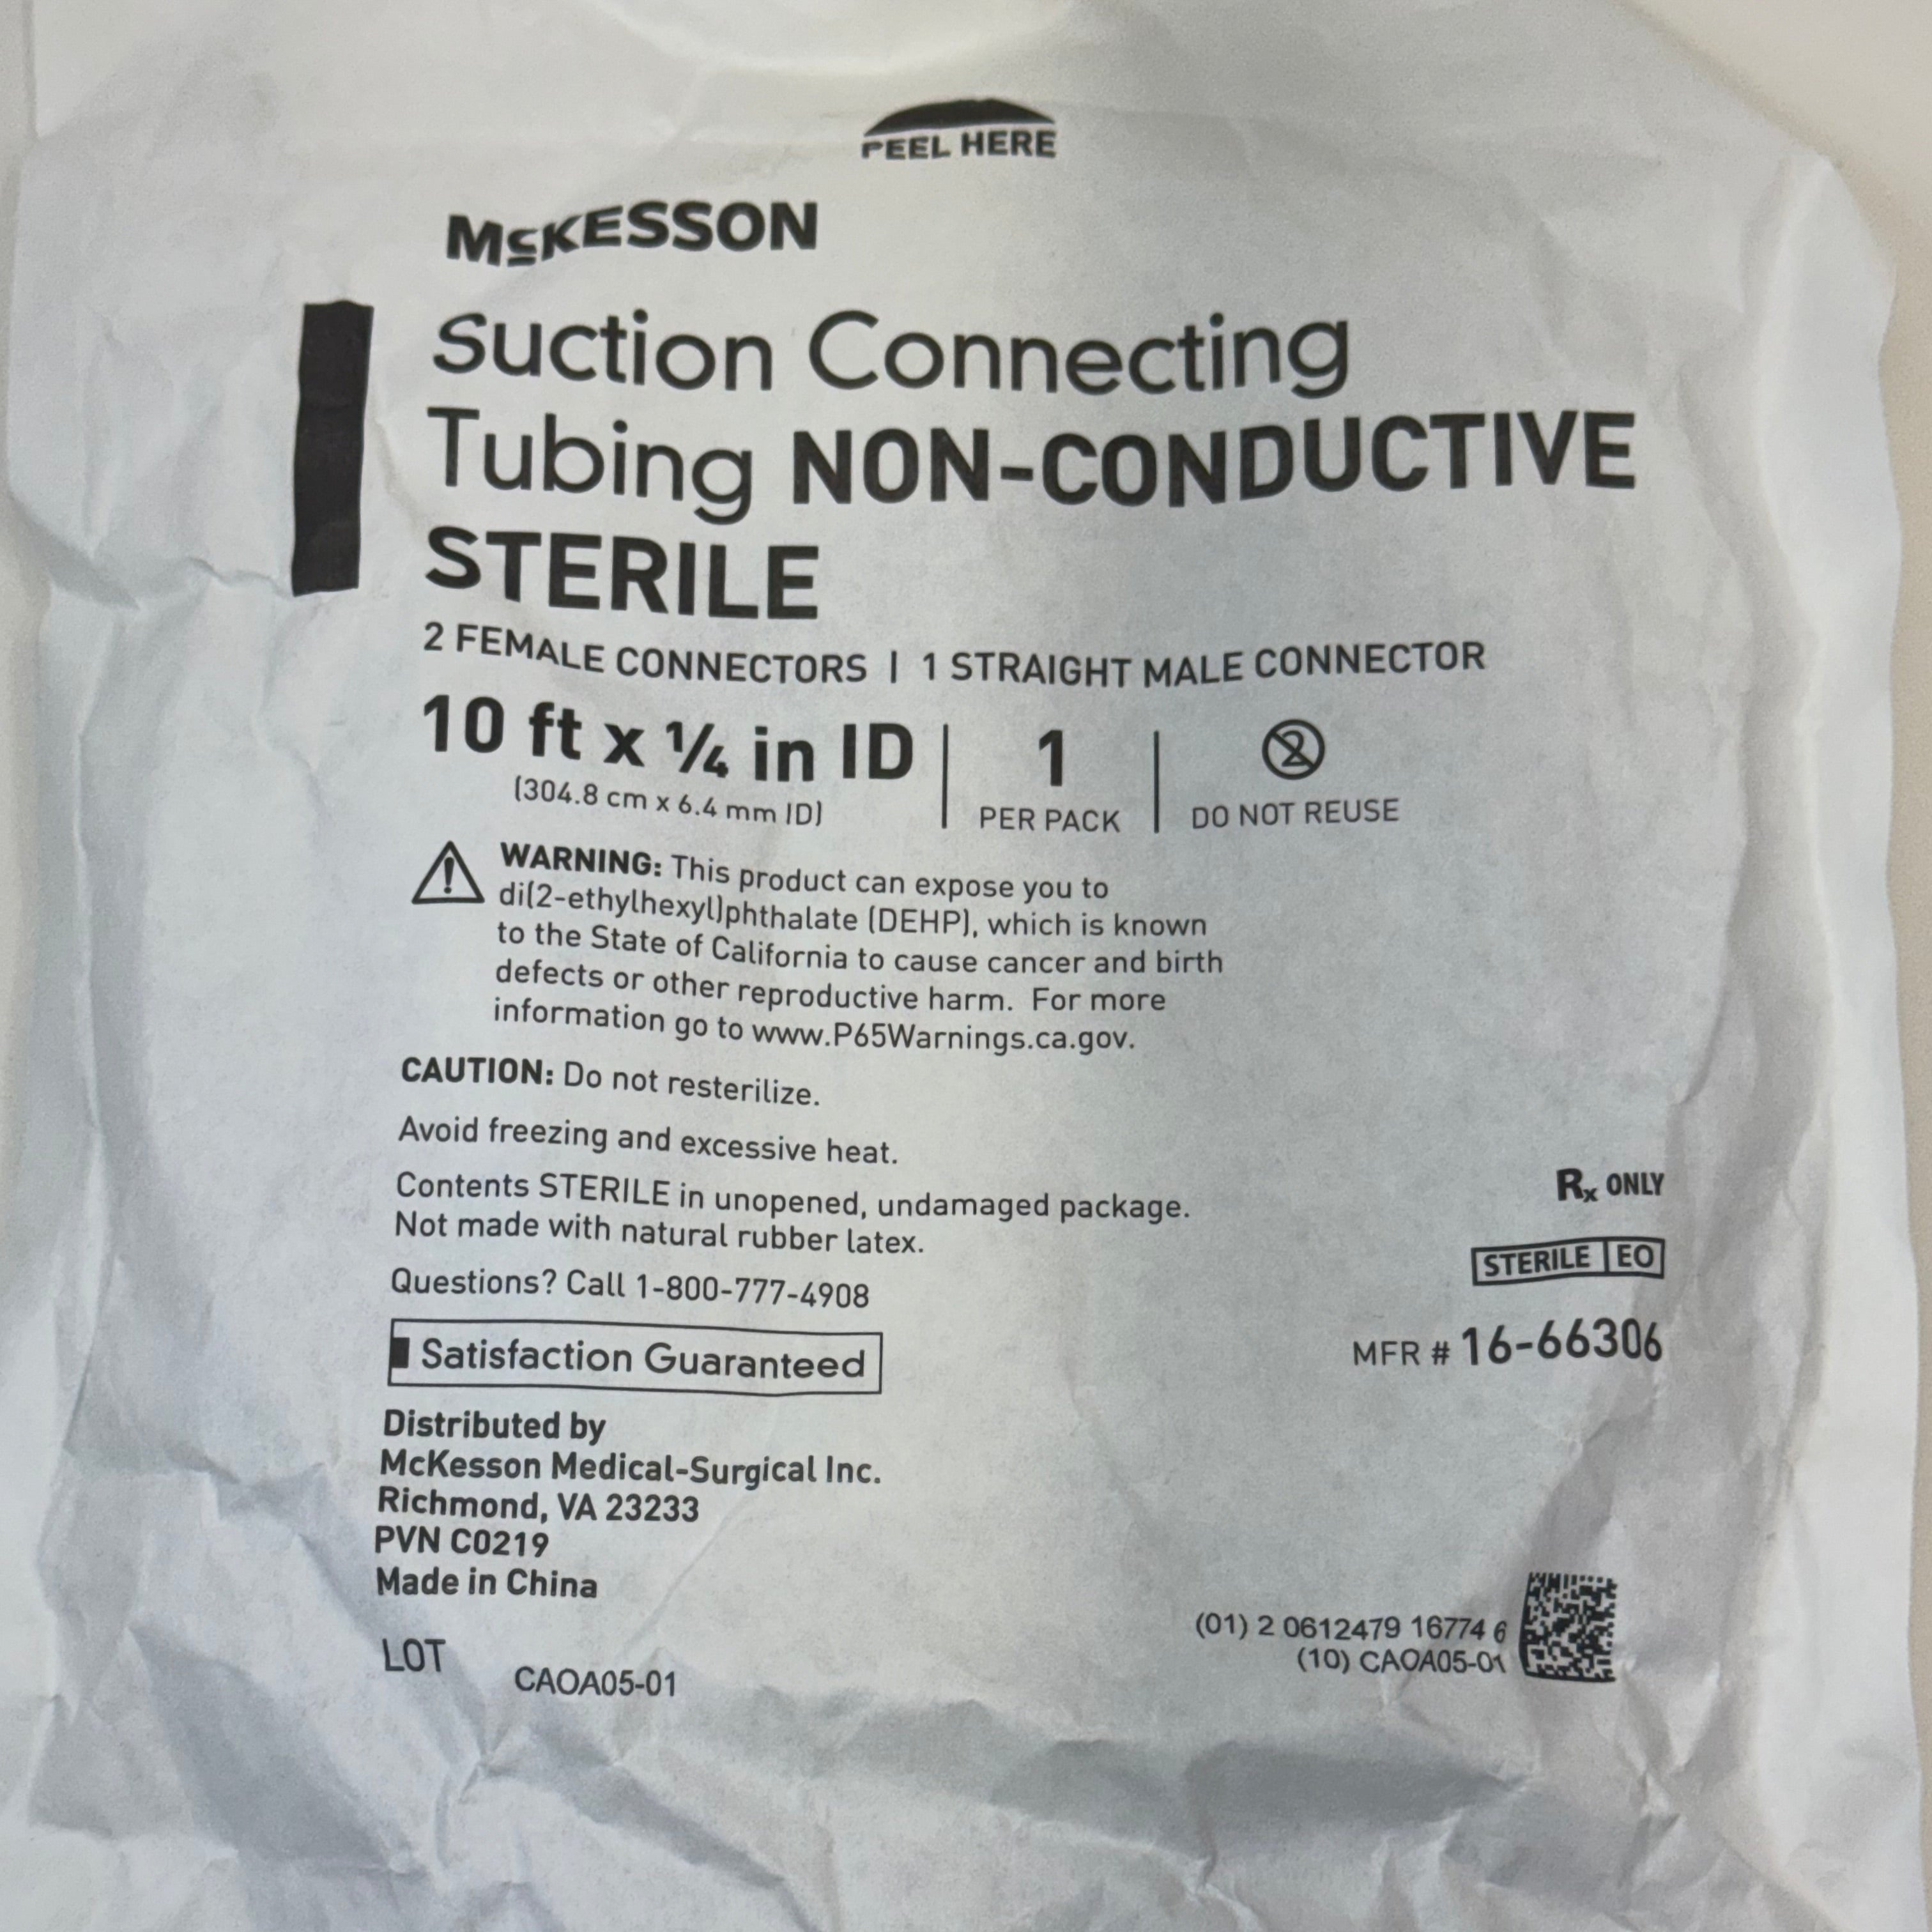 PEEL HERE
McKESSON
Suction Connecting
Tubing NON-CONDUCTIVE
STERILE
2 FEMALE CONNECTORS | 1 STRAIGHT MALE CONNECTOR
10 ft x ¼ in ID
(304.8 cm x 6.4 mm ID)
1
PER PACK
2
DO NOT REUSE
WARNING: This product can expose you to
di(2-ethylhexyl)phthalate (DEHP), which is known
to the State of California to cause cancer and birth
defects or other reproductive harm. For more
information go to www.P65Warnings.ca.gov.
CAUTION: Do not resterilize.
Avoid freezing and excessive heat.
Contents STERILE in unopened, undamaged package.
Not made with natural rubber latex.
Questions? Call 1-800-777-4908
Satisfaction Guaranteed
Rx ONLY
STERILE EO
MFR # 16-66306
Distributed by
McKesson Medical-Surgical Inc.
Richmond, VA 23233
PVN C0219
Made in China
LOT CAOA05-01
(01) 2 0612479 16774 6
(10) CAOA05-01